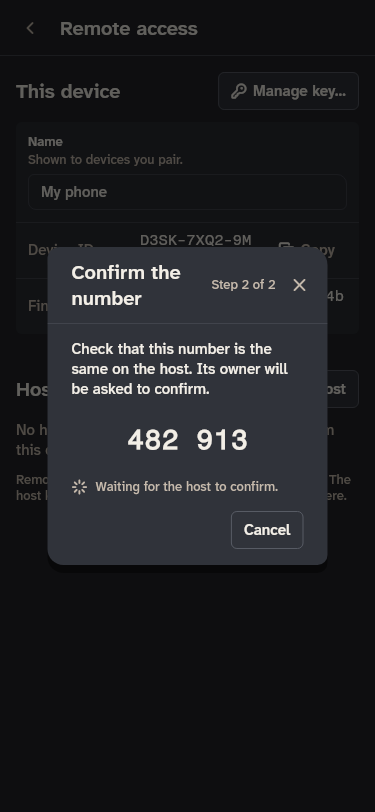 Remote access
This device
Manage key...
Name
Shown to devices you pair.
My phone
D3SK-7XQ2-9M
Confirm the
number
Step 2 of 2
Check that this number is the
same on the host. Its owner will
be asked to confirm.
482 913
Waiting for the host to confirm.
Cancel